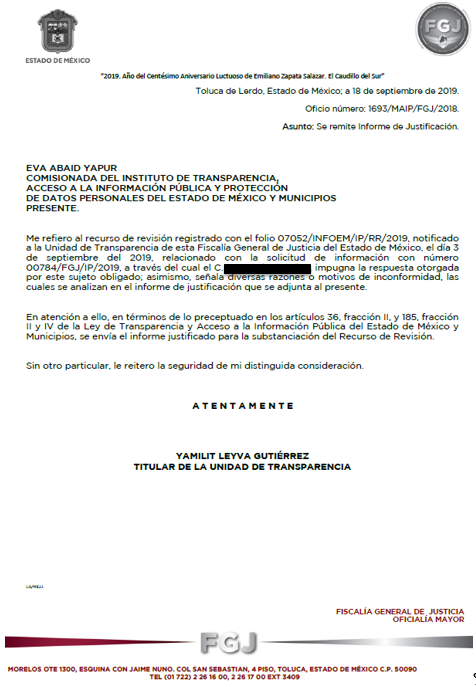 FGJ
ESTADO DE MÉXICO
"2019. Año del Centésimo Aniversario Luctuoso de Emiliano Zapata Salazar. El Caudillo del Sur"
Toluca de Lerdo, Estado de México; a 18 de septiembre de 2019.
Oficio número: 1693/MAIP/FGJ/2018.
Asunto: Se remite Informe de Justificación.
EVA ABAID YAPUR
COMISIONADA DEL INSTITUTO DE TRANSPARENCIA,
ACCESO A LA INFORMACIÓN PÚBLICA Y PROTECCIÓN
DE DATOS PERSONALES DEL ESTADO DE MÉXICO Y MUNICIPIOS
PRESENTE.
Me refiero al recurso de revisión registrado con el folio 07052/INFOEM/IP/RR/2019, notificado
a la Unidad de Transparencia de esta Fiscalía General de Justicia del Estado de México, el día 3
de septiembre del 2019, relacionado con la solicitud de información con número
00784/FGJ/IP/2019, a través del cual el C. impugna la respuesta otorgada
por este sujeto obligado; asimismo, señala diversas razones o motivos de inconformidad, las
cuales se analizan en el informe de justificación que se adjunta al presente.
En atención a ello, en términos de lo preceptuado en los artículos 36, fracción II, y 185, fracción
II y IV de la Ley de Transparencia y Acceso a la Información Pública del Estado de México y
Municipios, se envía el informe justificado para la substanciación del Recurso de Revisión.
Sin otro particular, le reitero la seguridad de mi distinguida consideración.
A T E N T A M E N T E
YAMILIT LEYVA GUTIÉRREZ
TITULAR DE LA UNIDAD DE TRANSPARENCIA
FISCALÍA GENERAL DE JUSTICIA
OFICIALÍA MAYOR
FGJ
MORELOS OTE 1300, ESQUINA CON JAIME NUNO. COL SAN SEBASTIAN, 4 PISO, TOLUCA, ESTADO DE MÉXICO C.P. 50090
TEL (01 722) 2 26 16 00, 2 26 17 00 EXT 3409